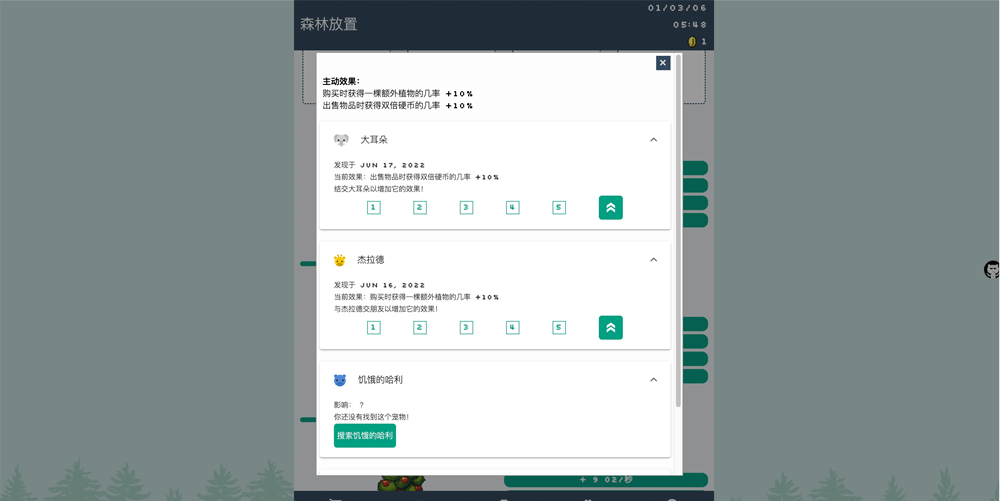 森林放置
01/03/06
05:48
1
主动效果：
购买时获得一棵额外植物的几率 +10%
出售物品时获得双倍硬币的几率 +10%
大耳朵
发现于 JUN 17, 2022
当前效果：出售物品时获得双倍硬币的几率 +10%
结交大耳朵以增加它的效果！
1 2 3 4 5
杰拉德
发现于 JUN 16, 2022
当前效果：购买时获得一棵额外植物的几率 +10%
与杰拉德交朋友以增加它的效果！
1 2 3 4 5
饥饿的哈利
影响： ?
你还没有找到这个宠物！
搜索饥饿的哈利
+ 9 02/秒